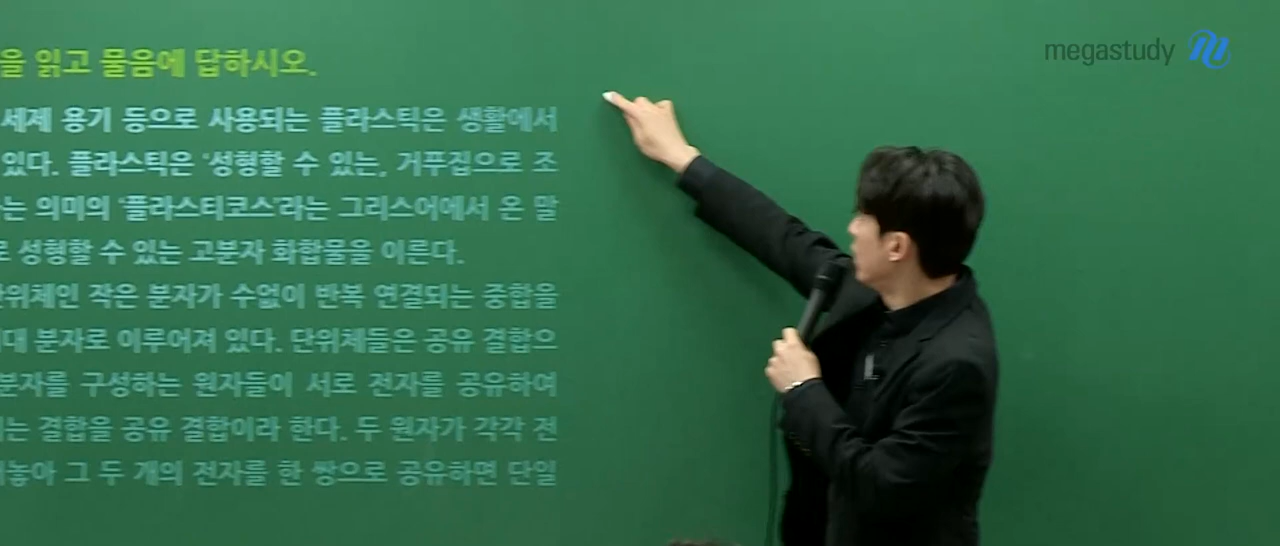 을 읽고 물음에 답하시오.
megastudy
세제 용기 등으로 사용되는 플라스틱은 생활에서
있다. 플라스틱은 ‘성형할 수 있는, 거푸집으로 조
는 의미의 ‘플라스티코스’라는 그리스어에서 온 말
로 성형할 수 있는 고분자 화합물을 이른다.
단위체인 작은 분자가 수없이 반복 연결되는 중합을
대 분자로 이루어져 있다. 단위체들은 공유 결합으
분자를 구성하는 원자들이 서로 전자를 공유하여
는 결합을 공유 결합이라 한다. 두 원자가 각각 전
놓아 그 두 개의 전자를 한 쌍으로 공유하면 단일